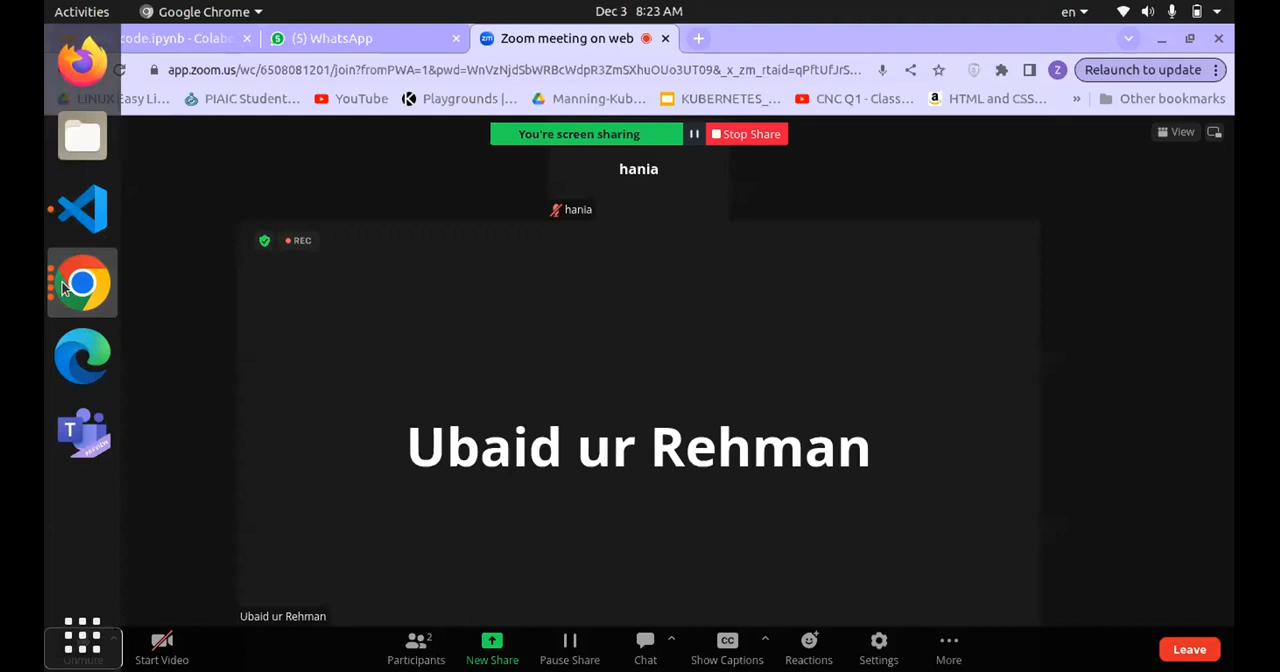 Activities Google Chrome Dec 3 8:23 AM en
code.ipynb - Colab (5) WhatsApp Zoom meeting on web
app.zoom.us/wc/6508081201/join?fromPWA=1&pwd=WnVzNjdSbWRBcWdpR3ZmSXhuOUo3UT09&_x_zm_rtaid=qPftUfJrS... Z Relaunch to update
LINUX Easy Li... PIAIC Student... YouTube Playgrounds |... Manning-Kub... KUBERNETES_... CNC Q1 - Class... HTML and CSS... » Other bookmarks
You're screen sharing Stop Share View
hania
hania
REC
Ubaid ur Rehman
Ubaid ur Rehman
Unmute Start Video Participants 2 New Share Pause Share Chat CC Show Captions Reactions Settings More Leave
T
PREVIEW